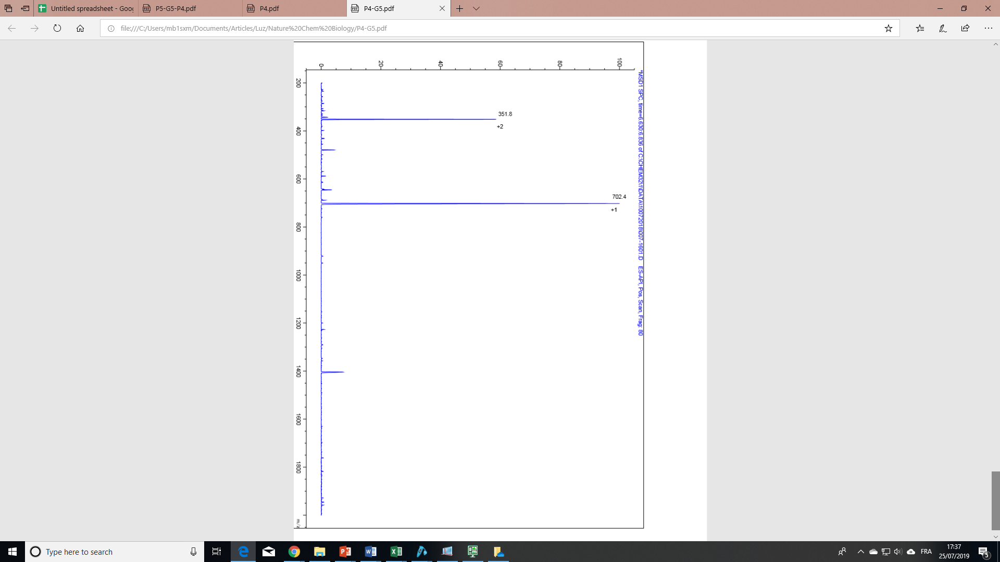 Untitled spreadsheet - Goo
P5-G5-P4.pdf
P4.pdf
P4-G5.pdf
file:///C:/Users/mb1sxm/Documents/Articles/Luz/Nature%20Chem%20Biology/P4-G5.pdf
*MSD1 SPC, time=6.630:6.836 of C:\CHEM32\1\DATA\10072018\007-1601.D ES-API, Pos, Scan, Frag: 80
0
20
40
60
80
100
200
400
600
800
1000
1200
1400
1600
1800
m/z
351.8
+2
702.4
+1
Type here to search
FRA
17:37
25/07/2019
5